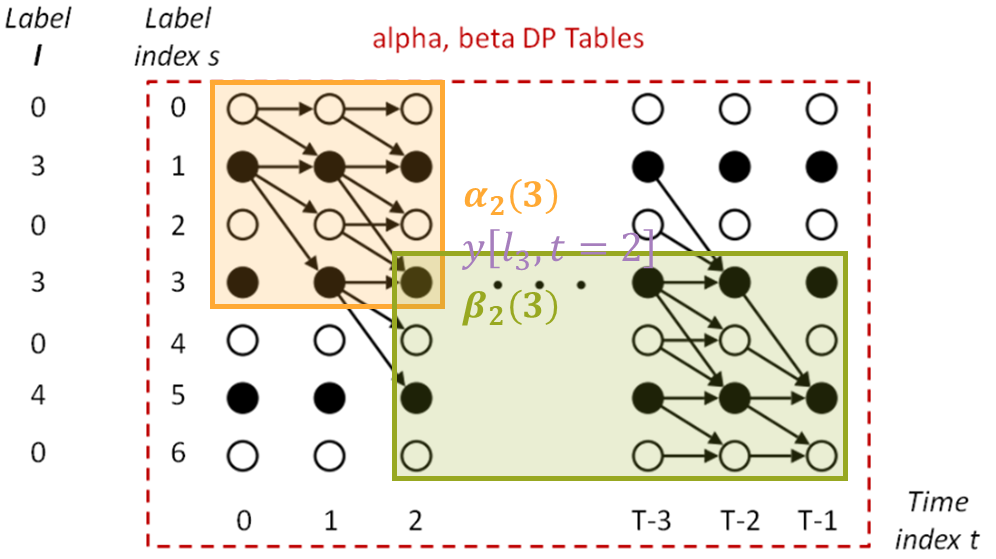 Label
l
Label
index s
alpha, beta DP Tables
0 0
3 1
0 2
3 3
0 4
4 5
0 6
α₂(3)
y[l₃, t = 2]
β₂(3)
. . .
0 1 2 T-3 T-2 T-1
Time
index t